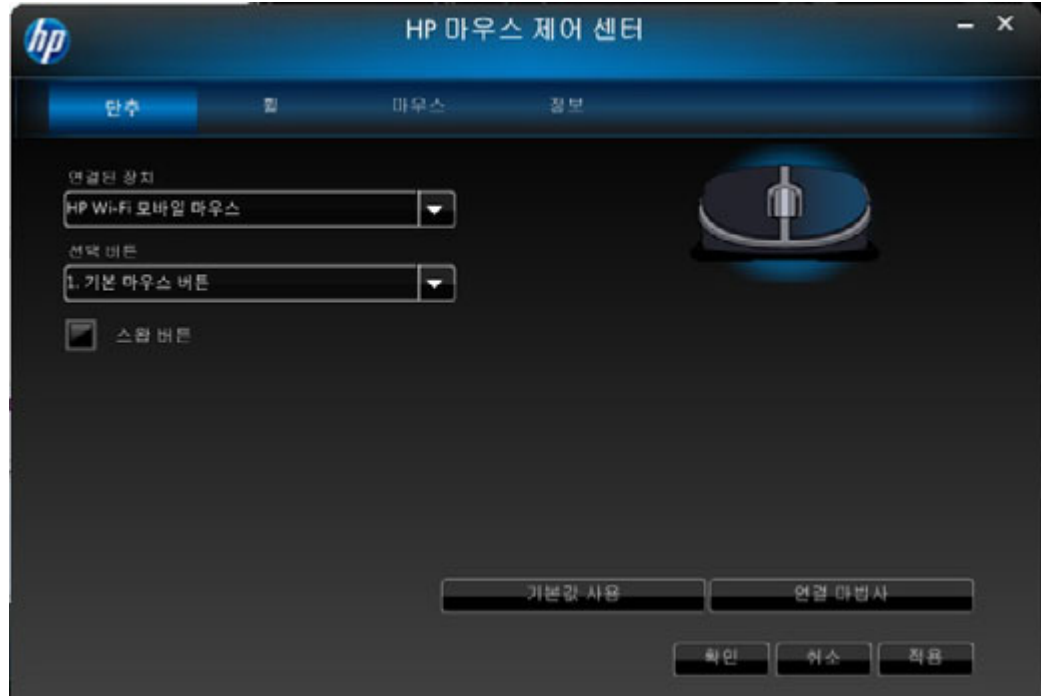 hp
HP 마우스 제어 센터
단추 휠 마우스 정보
연결된 장치
HP Wi-Fi 모바일 마우스
선택 버튼
1. 기본 마우스 버튼
스왑 버튼
기본값 사용 연결 마법사
확인 취소 적용